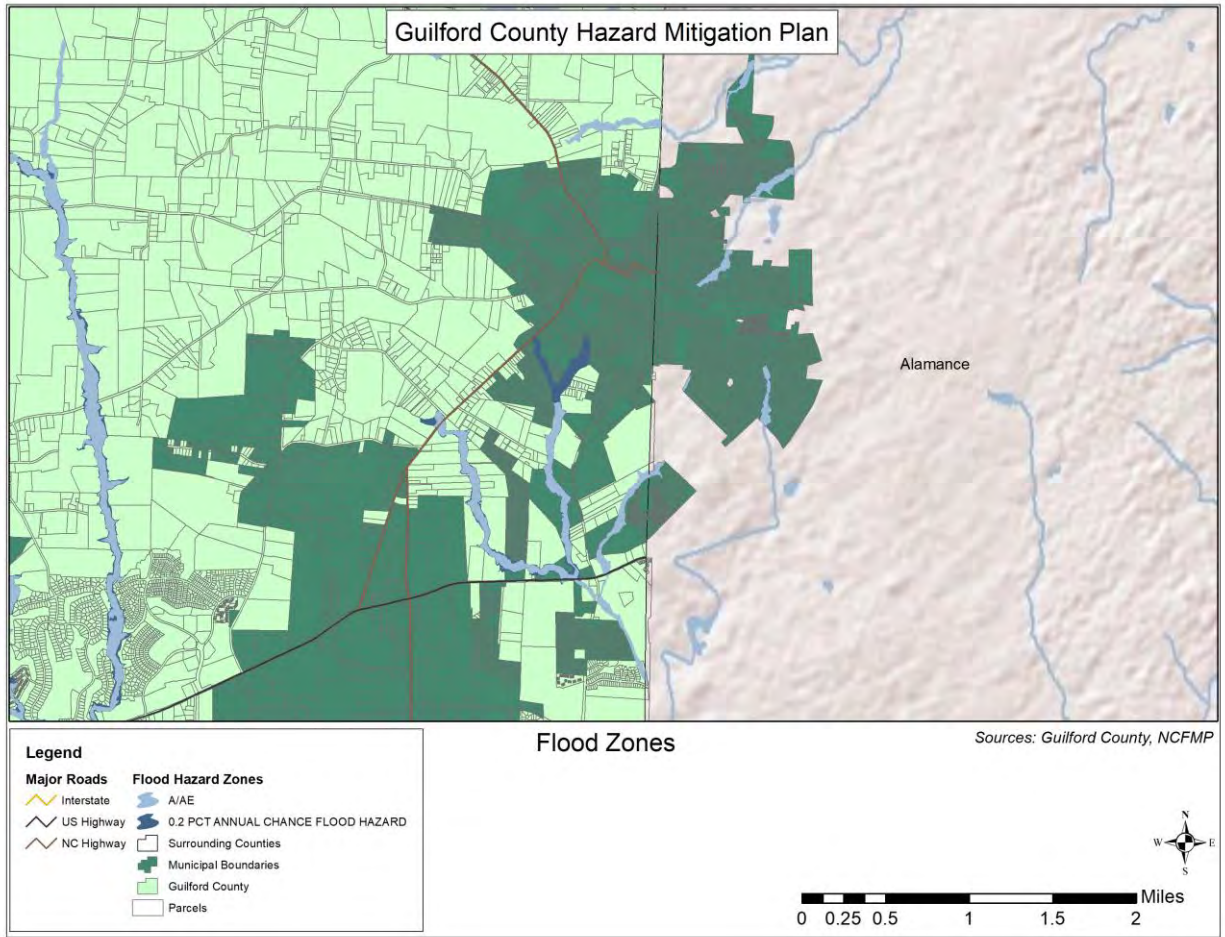 Guilford County Hazard Mitigation Plan
Alamance
Flood Zones
Sources: Guilford County, NCFMP
Legend
Major Roads
Interstate
US Highway
NC Highway
Flood Hazard Zones
A/AE
0.2 PCT ANNUAL CHANCE FLOOD HAZARD
Surrounding Counties
Municipal Boundaries
Guilford County
Parcels
N
W E
S
Miles
0 0.25 0.5 1 1.5 2